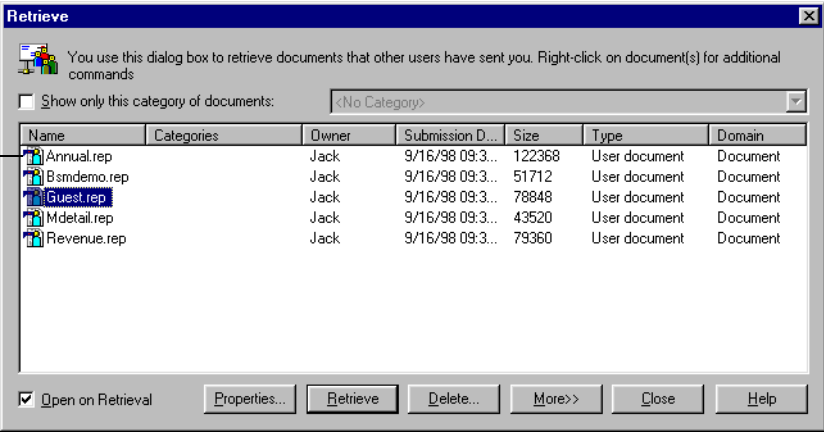 Retrieve
You use this dialog box to retrieve documents that other users have sent you. Right-click on document(s) for additional
commands
Show only this category of documents: <No Category>
Name Categories Owner Submission D... Size Type Domain
Annual.rep Jack 9/16/98 09:3... 122368 User document Document
Bsmdemo.rep Jack 9/16/98 09:3... 51712 User document Document
Guest.rep Jack 9/16/98 09:3... 78848 User document Document
Mdetail.rep Jack 9/16/98 09:3... 43520 User document Document
Revenue.rep Jack 9/16/98 09:3... 79360 User document Document
Open on Retrieval Properties... Retrieve Delete... More>> Close Help